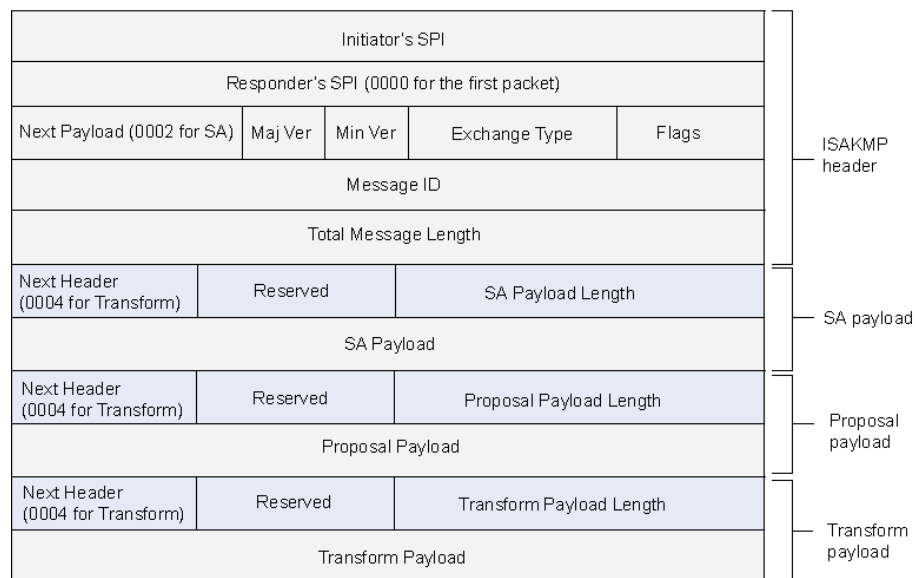 Initiator's SPI
Responder's SPI (0000 for the first packet)
Next Payload (0002 for SA)
Maj Ver
Min Ver
Exchange Type
Flags
ISAKMP
header
Message ID
Total Message Length
Next Header
(0004 for Transform)
Reserved
SA Payload Length
SA payload
SA Payload
Next Header
(0004 for Transform)
Reserved
Proposal Payload Length
Proposal
payload
Proposal Payload
Next Header
(0004 for Transform)
Reserved
Transform Payload Length
Transform
payload
Transform Payload